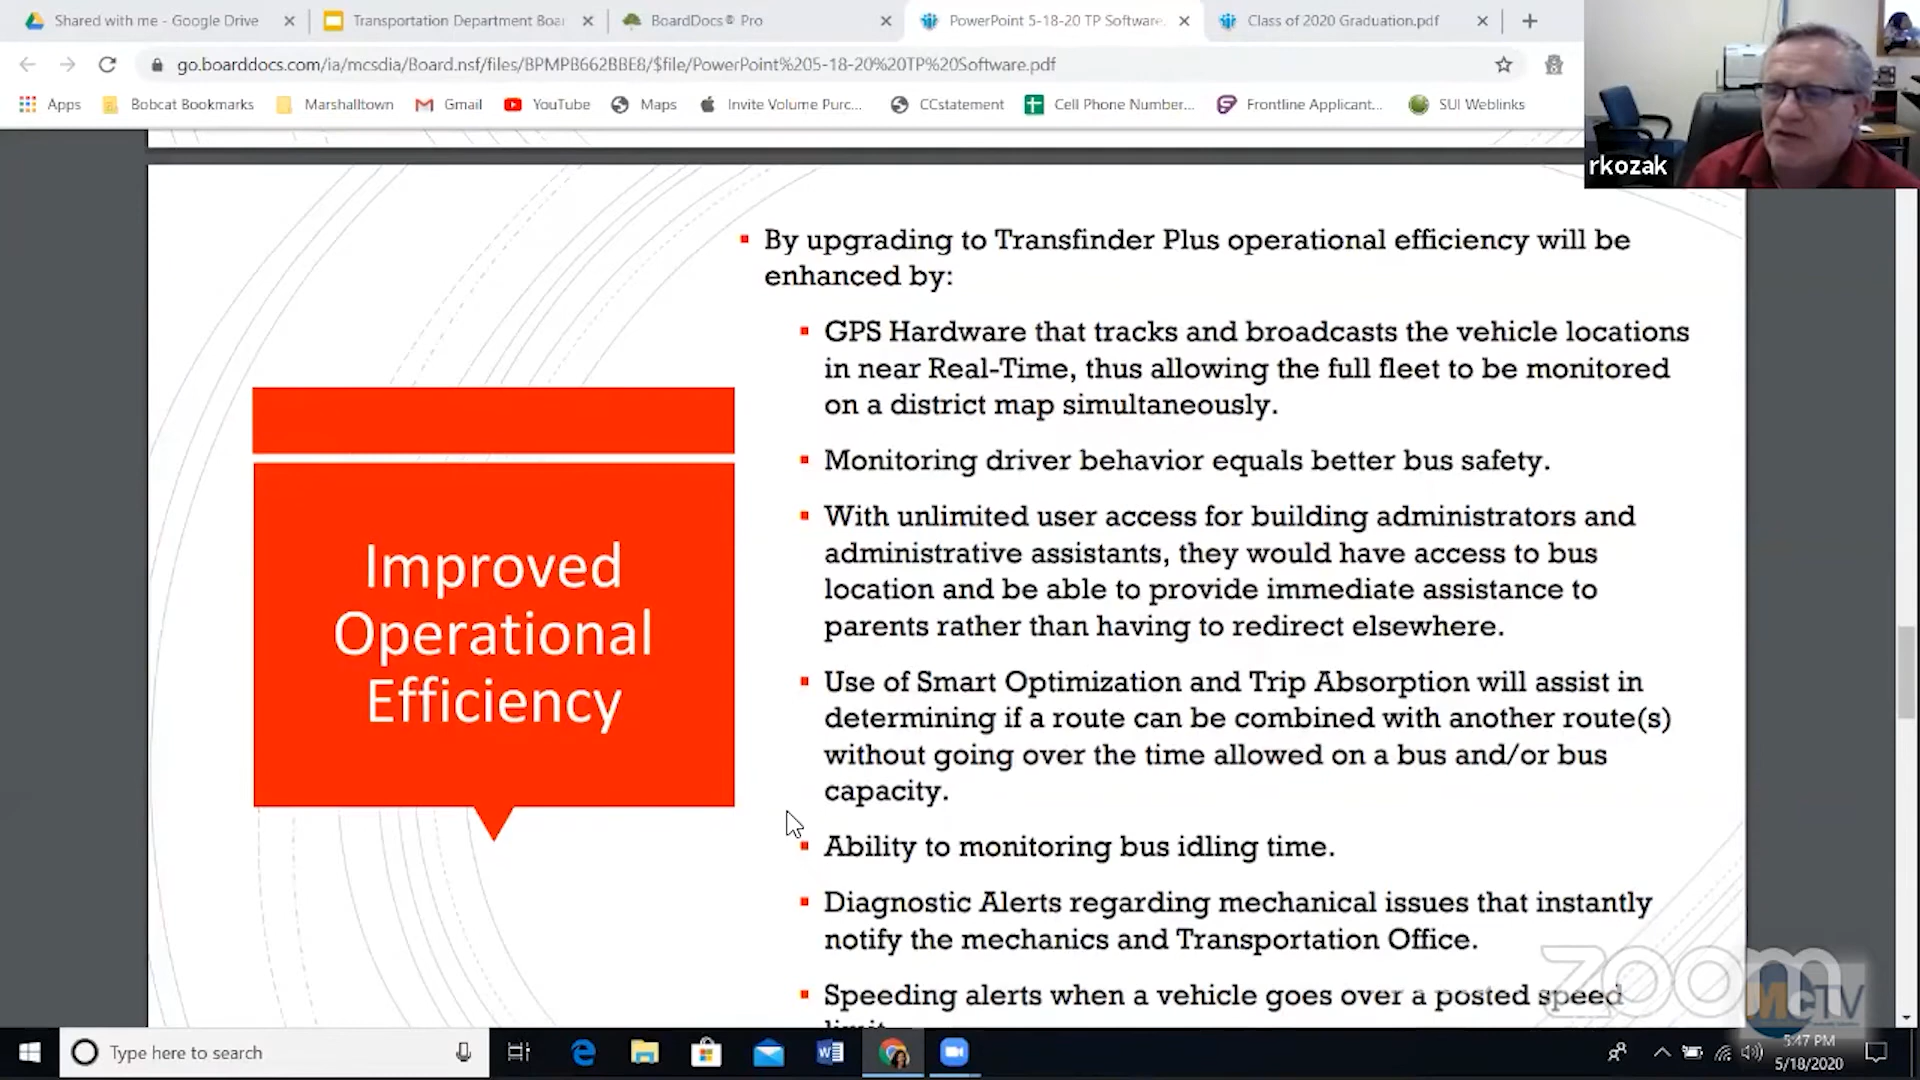 Shared with me - Google Drive
Transportation Department Boar
BoardDocs® Pro
PowerPoint 5-18-20 TP Software.
Class of 2020 Graduation.pdf
go.boarddocs.com/ia/mcsdia/Board.nsf/files/BPMPB662BBE8/$file/PowerPoint%205-18-20%20TP%20Software.pdf
Apps
Bobcat Bookmarks
Marshalltown
Gmail
YouTube
Maps
Invite Volume Purc...
CCstatement
Cell Phone Number...
Frontline Applicant...
SUI Weblinks
rkozak
By upgrading to Transfinder Plus operational efficiency will be
enhanced by:
GPS Hardware that tracks and broadcasts the vehicle locations
in near Real-Time, thus allowing the full fleet to be monitored
on a district map simultaneously.
Monitoring driver behavior equals better bus safety.
With unlimited user access for building administrators and
administrative assistants, they would have access to bus
location and be able to provide immediate assistance to
parents rather than having to redirect elsewhere.
Use of Smart Optimization and Trip Absorption will assist in
determining if a route can be combined with another route(s)
without going over the time allowed on a bus and/or bus
capacity.
Ability to monitoring bus idling time.
Diagnostic Alerts regarding mechanical issues that instantly
notify the mechanics and Transportation Office.
Speeding alerts when a vehicle goes over a posted speed
limit
Improved
Operational
Efficiency
zoom
McTV
Type here to search
5:47 PM
5/18/2020